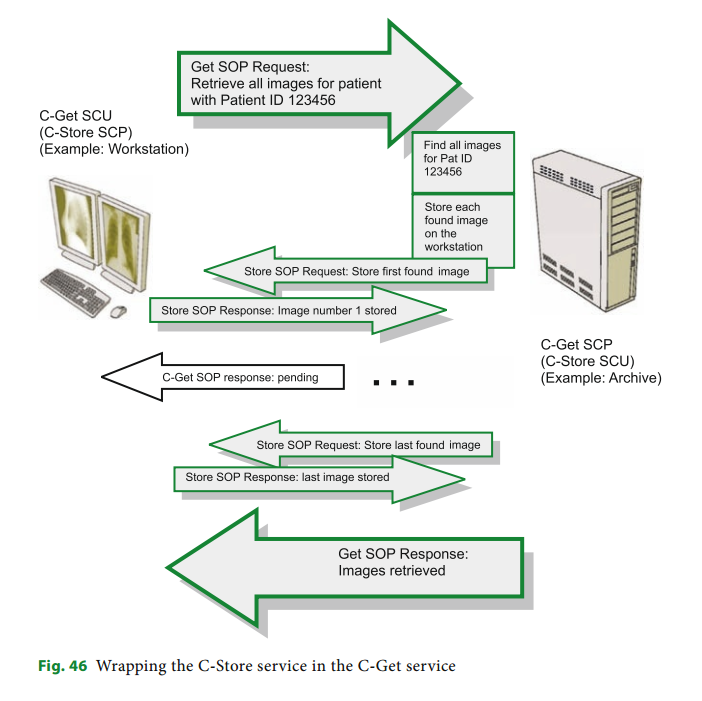 Get SOP Request:
Retrieve all images for patient
with Patient ID 123456
C-Get SCU
(C-Store SCP)
(Example: Workstation)
Find all images
for Pat ID
123456
Store each
found image
on the
workstation
Store SOP Request: Store first found image
Store SOP Response: Image number 1 stored
C-Get SCP
(C-Store SCU)
(Example: Archive)
C-Get SOP response: pending
...
Store SOP Request: Store last found image
Store SOP Response: last image stored
Get SOP Response:
Images retrieved
Fig. 46 Wrapping the C-Store service in the C-Get service